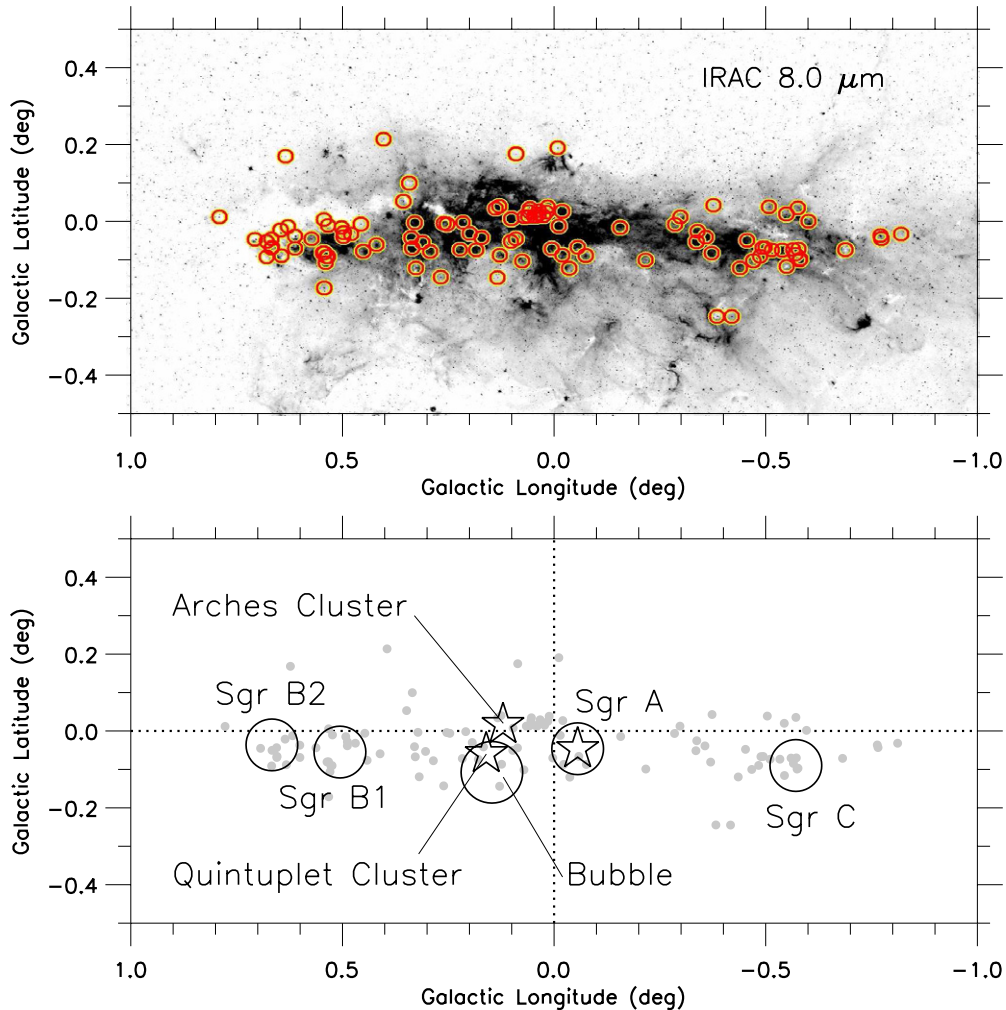 IRAC 8.0 μm
0.4
0.2
0.0
−0.2
−0.4
Galactic Latitude (deg)
1.0 0.5 0.0 −0.5 −1.0
Galactic Longitude (deg)
0.4
0.2
0.0
−0.2
−0.4
Galactic Latitude (deg)
Arches Cluster
Sgr B2
Sgr A
Sgr B1
Sgr C
Quintuplet Cluster
Bubble
1.0 0.5 0.0 −0.5 −1.0
Galactic Longitude (deg)